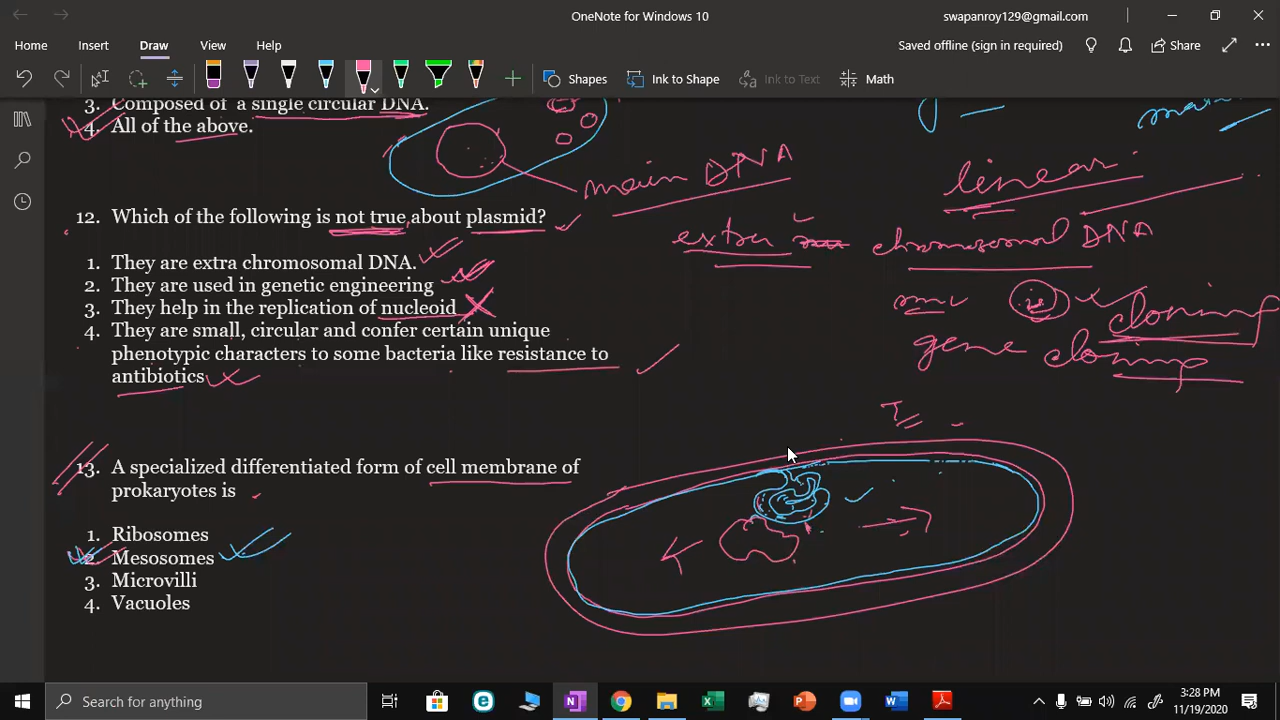 OneNote for Windows 10
swapanroy129@gmail.com
Home Insert Draw View Help
Saved offline (sign in required)
Share
Shapes
Ink to Shape
Ink to Text
Math
3. Composed of a single circular DNA.
4. All of the above.
main DNA
linear
12. Which of the following is not true about plasmid?
extra chromosomal DNA
1. They are extra chromosomal DNA.
2. They are used in genetic engineering
3. They help in the replication of nucleoid
cloning
4. They are small, circular and confer certain unique
gene cloning
phenotypic characters to some bacteria like resistance to
antibiotics
13. A specialized differentiated form of cell membrane of
prokaryotes is
1. Ribosomes
2. Mesosomes
3. Microvilli
4. Vacuoles
Search for anything
3:28 PM
11/19/2020